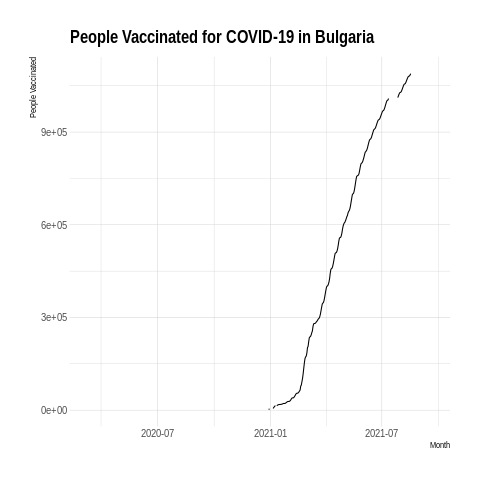 People Vaccinated for COVID-19 in Bulgaria
People Vaccinated
9e+05
6e+05
3e+05
0e+00
2020-07
2021-01
2021-07
Month